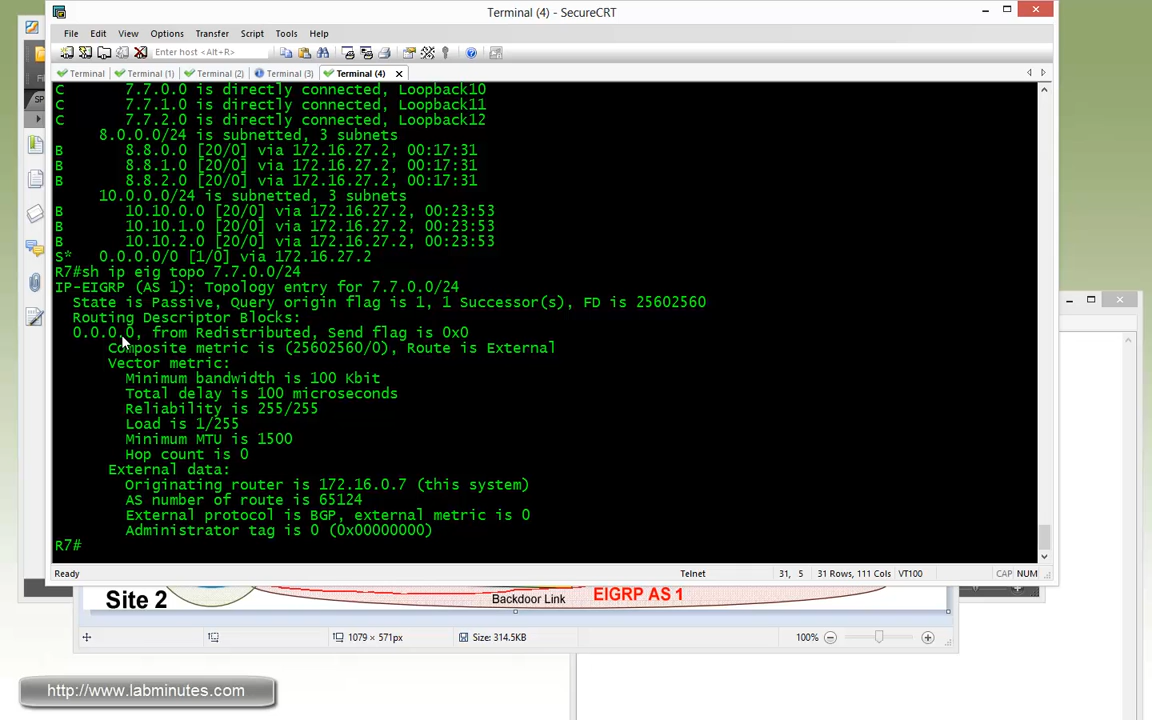 Terminal (4) - SecureCRT
File Edit View Options Transfer Script Tools Help
Enter host <Alt+R>
Terminal Terminal (1) Terminal (2) Terminal (3) Terminal (4)
C 7.7.0.0 is directly connected, Loopback10
C 7.7.1.0 is directly connected, Loopback11
C 7.7.2.0 is directly connected, Loopback12
8.0.0.0/24 is subnetted, 3 subnets
B 8.8.0.0 [20/0] via 172.16.27.2, 00:17:31
B 8.8.1.0 [20/0] via 172.16.27.2, 00:17:31
B 8.8.2.0 [20/0] via 172.16.27.2, 00:17:31
10.0.0.0/24 is subnetted, 3 subnets
B 10.10.0.0 [20/0] via 172.16.27.2, 00:23:53
B 10.10.1.0 [20/0] via 172.16.27.2, 00:23:53
B 10.10.2.0 [20/0] via 172.16.27.2, 00:23:53
S* 0.0.0.0/0 [1/0] via 172.16.27.2
R7#sh ip eig topo 7.7.0.0/24
IP-EIGRP (AS 1): Topology entry for 7.7.0.0/24
State is Passive, Query origin flag is 1, 1 Successor(s), FD is 25602560
Routing Descriptor Blocks:
0.0.0.0, from Redistributed, Send flag is 0x0
Composite metric is (25602560/0), Route is External
Vector metric:
Minimum bandwidth is 100 Kbit
Total delay is 100 microseconds
Reliability is 255/255
Load is 1/255
Minimum MTU is 1500
Hop count is 0
External data:
Originating router is 172.16.0.7 (this system)
AS number of route is 65124
External protocol is BGP, external metric is 0
Administrator tag is 0 (0x00000000)
R7#
Ready Telnet 31, 5 31 Rows, 111 Cols VT100 CAP NUM
Site 2 Backdoor Link EIGRP AS 1
1079 × 571px Size: 314.5KB 100%
http://www.labminutes.com